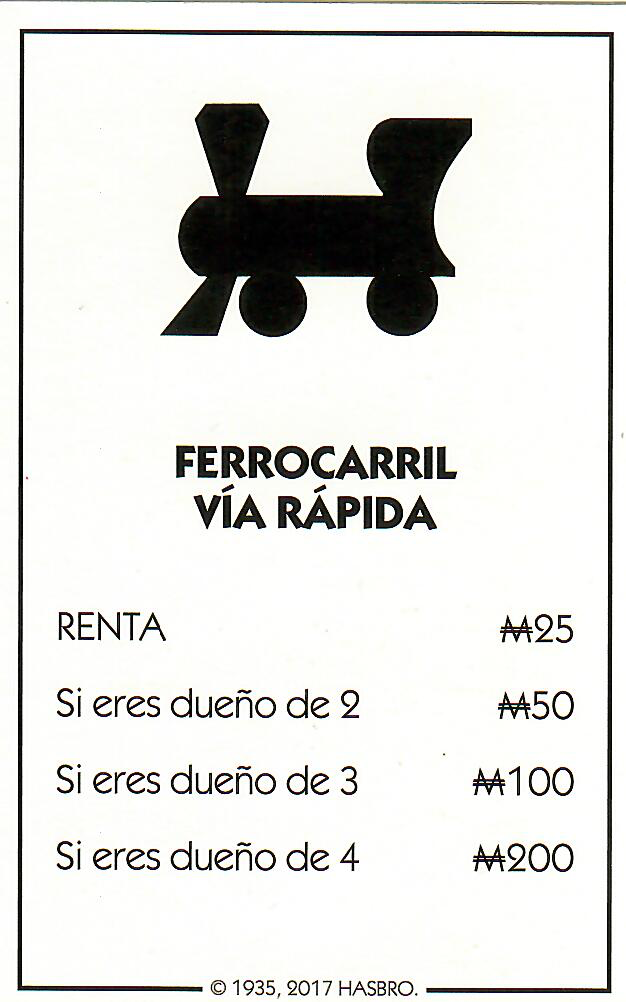 FERROCARRIL
VÍA RÁPIDA
RENTA ₩25
Si eres dueño de 2 ₩50
Si eres dueño de 3 ₩100
Si eres dueño de 4 ₩200
© 1935, 2017 HASBRO.